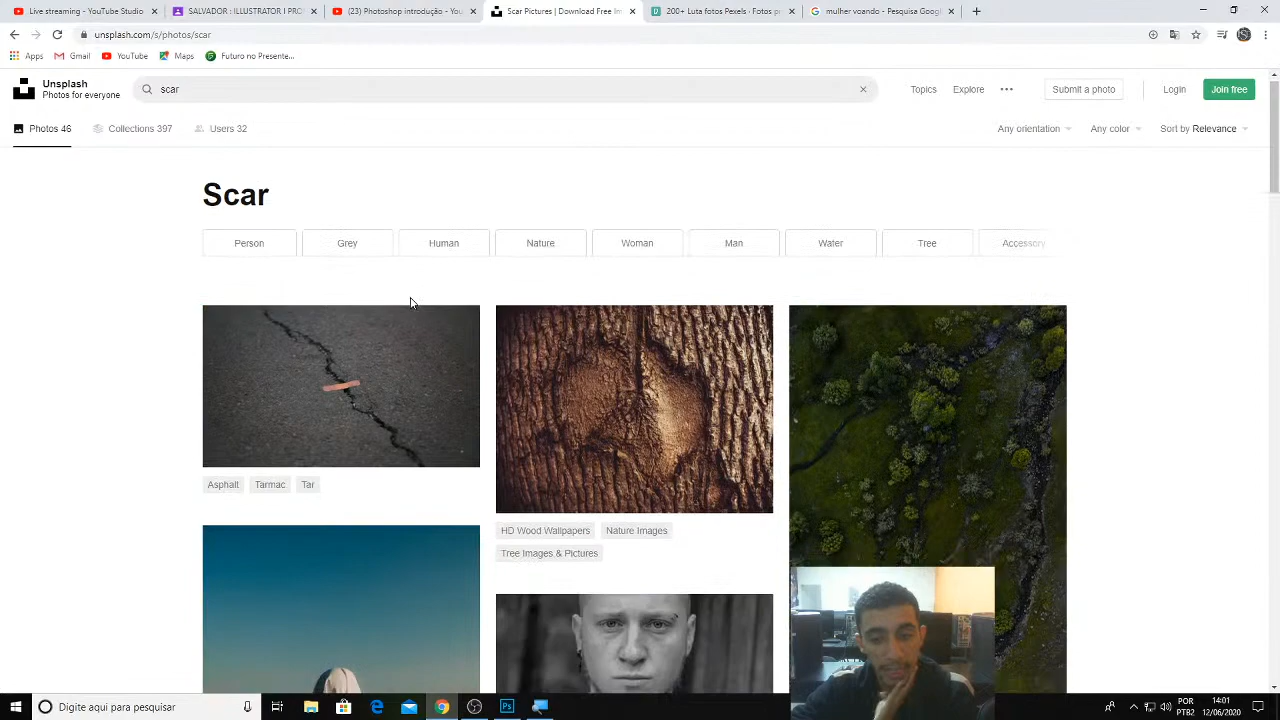 Live streaming - YouTube Studio
SALVADOR : ILLUSTRATOR I PRO
(23) Photoshop introdução - You
Scar Pictures | Download Free Im
200+ Luta fotos Pexels · Fotos p
mulher voando - Pesquisa Googl
unsplash.com/s/photos/scar
Apps
Gmail
YouTube
Maps
Futuro no Presente...
Unsplash
Photos for everyone
scar
Topics
Explore
Submit a photo
Login
Join free
Photos 46
Collections 397
Users 32
Any orientation
Any color
Sort by Relevance
Scar
Person
Grey
Human
Nature
Woman
Man
Water
Tree
Accessory
Asphalt
Tarmac
Tar
HD Wood Wallpapers
Nature Images
Tree Images & Pictures
Digite aqui para pesquisar
POR
PTB2
14:01
12/06/2020